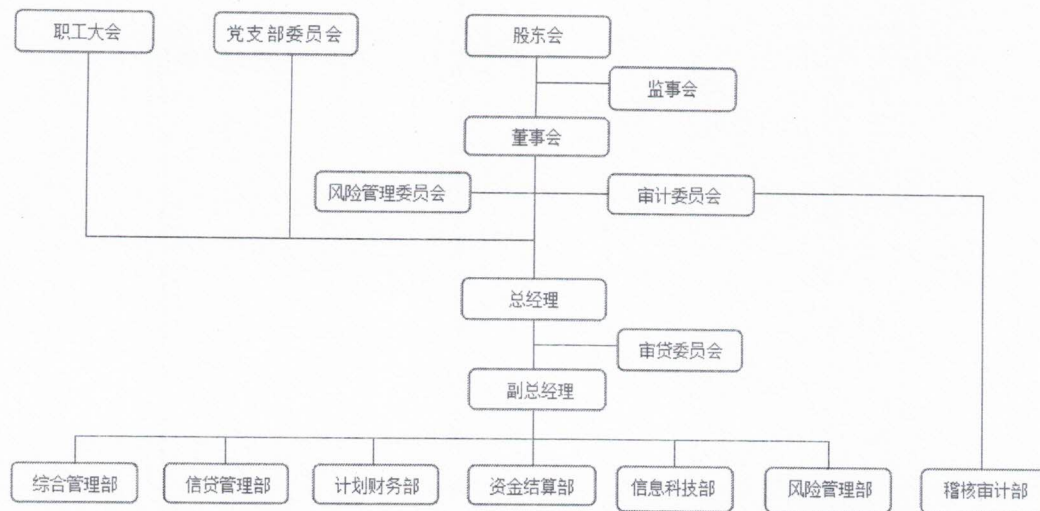 职工大会
党支部委员会
股东会
监事会
董事会
风险管理委员会
审计委员会
总经理
审贷委员会
副总经理
综合管理部
信贷管理部
计划财务部
资金结算部
信息科技部
风险管理部
稽核审计部